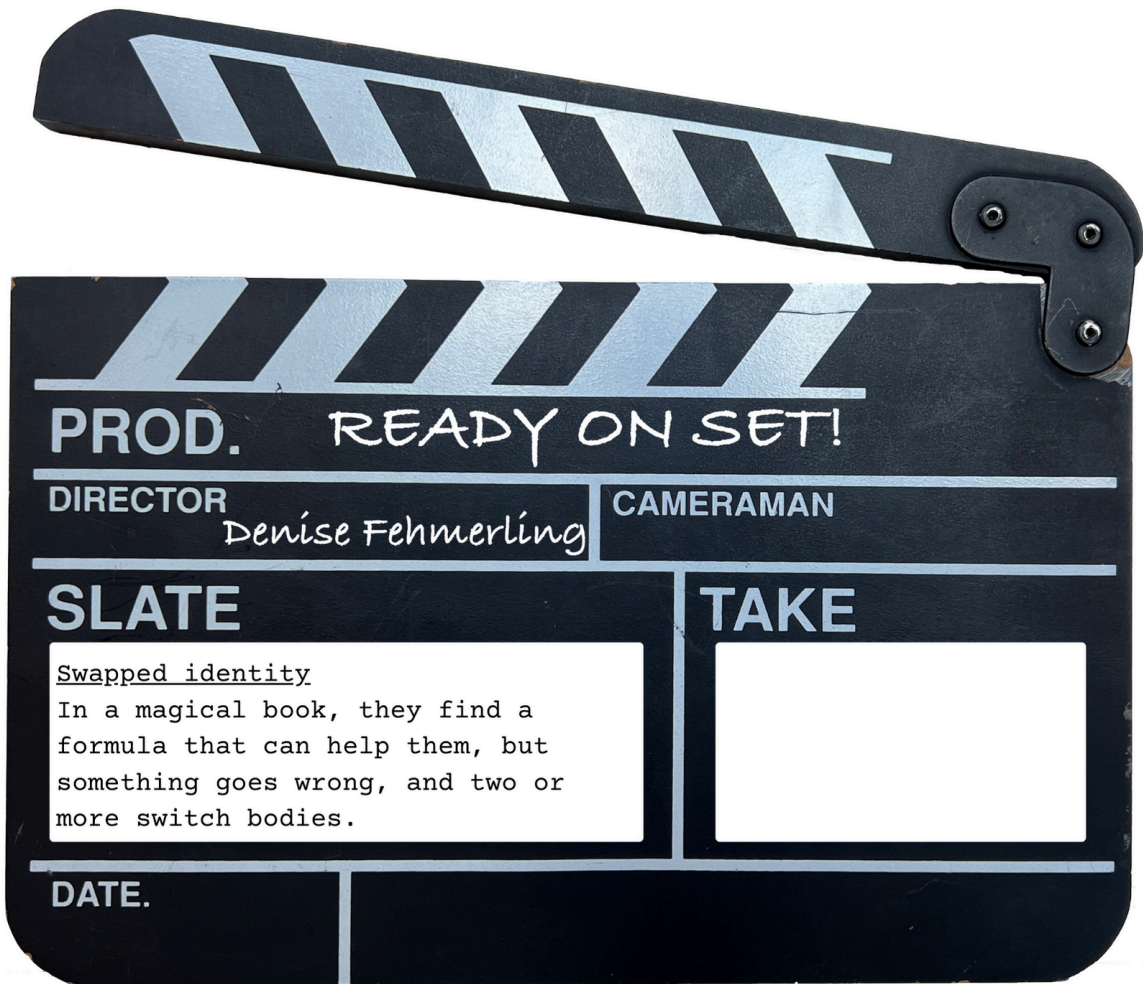 PROD. READY ON SET!
DIRECTOR
Denise Fehmerling
CAMERAMAN
SLATE
Swapped identity
In a magical book, they find a
formula that can help them, but
something goes wrong, and two or
more switch bodies.
TAKE
DATE.